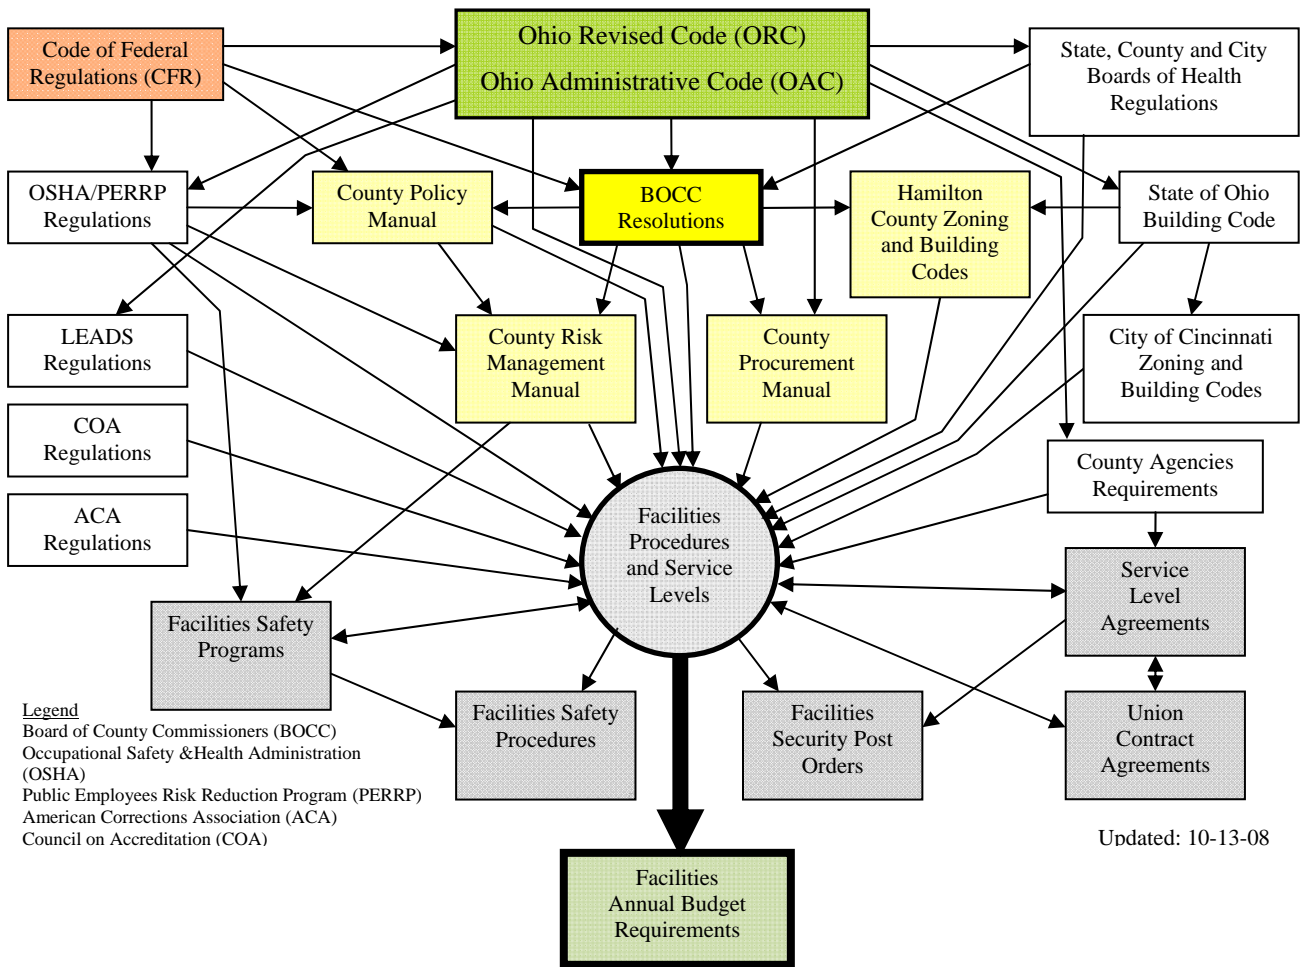 Code of Federal
Regulations (CFR)
Ohio Revised Code (ORC)
Ohio Administrative Code (OAC)
State, County and City
Boards of Health
Regulations
OSHA/PERRP
Regulations
County Policy
Manual
BOCC
Resolutions
Hamilton
County Zoning
and Building
Codes
State of Ohio
Building Code
LEADS
Regulations
County Risk
Management
Manual
County
Procurement
Manual
City of Cincinnati
Zoning and
Building Codes
COA
Regulations
County Agencies
Requirements
ACA
Regulations
Facilities
Procedures
and Service
Levels
Service
Level
Agreements
Facilities Safety
Programs
Facilities Safety
Procedures
Facilities
Security Post
Orders
Union
Contract
Agreements
Legend
Board of County Commissioners (BOCC)
Occupational Safety &Health Administration
(OSHA)
Public Employees Risk Reduction Program (PERRP)
American Corrections Association (ACA)
Council on Accreditation (COA)
Updated: 10-13-08
Facilities
Annual Budget
Requirements